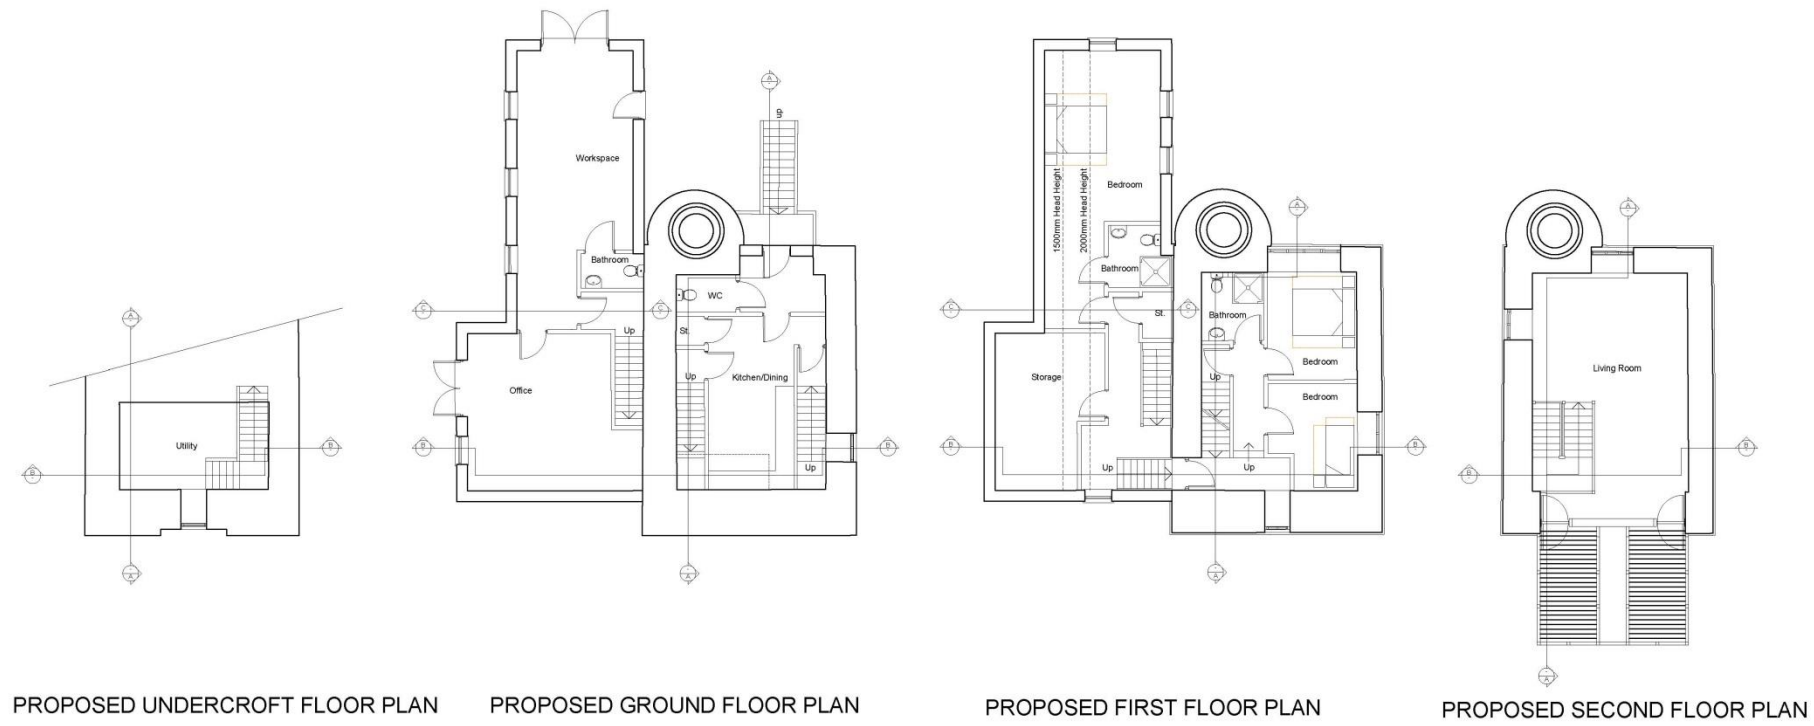 A
B
Utility
B
A
PROPOSED UNDERCROFT FLOOR PLAN
A
up
Workspace
Bathroom
C
WC
C
Up
St.
Up
Kitchen/Dining
Office
B
B
Up
A
PROPOSED GROUND FLOOR PLAN
1500mm Head Height
2000mm Head Height
Bedroom
A
Bathroom
C
St.
C
Bathroom
Bedroom
Storage
Up
Bedroom
B
B
Up
Up
A
PROPOSED FIRST FLOOR PLAN
A
Living Room
B
B
A
PROPOSED SECOND FLOOR PLAN